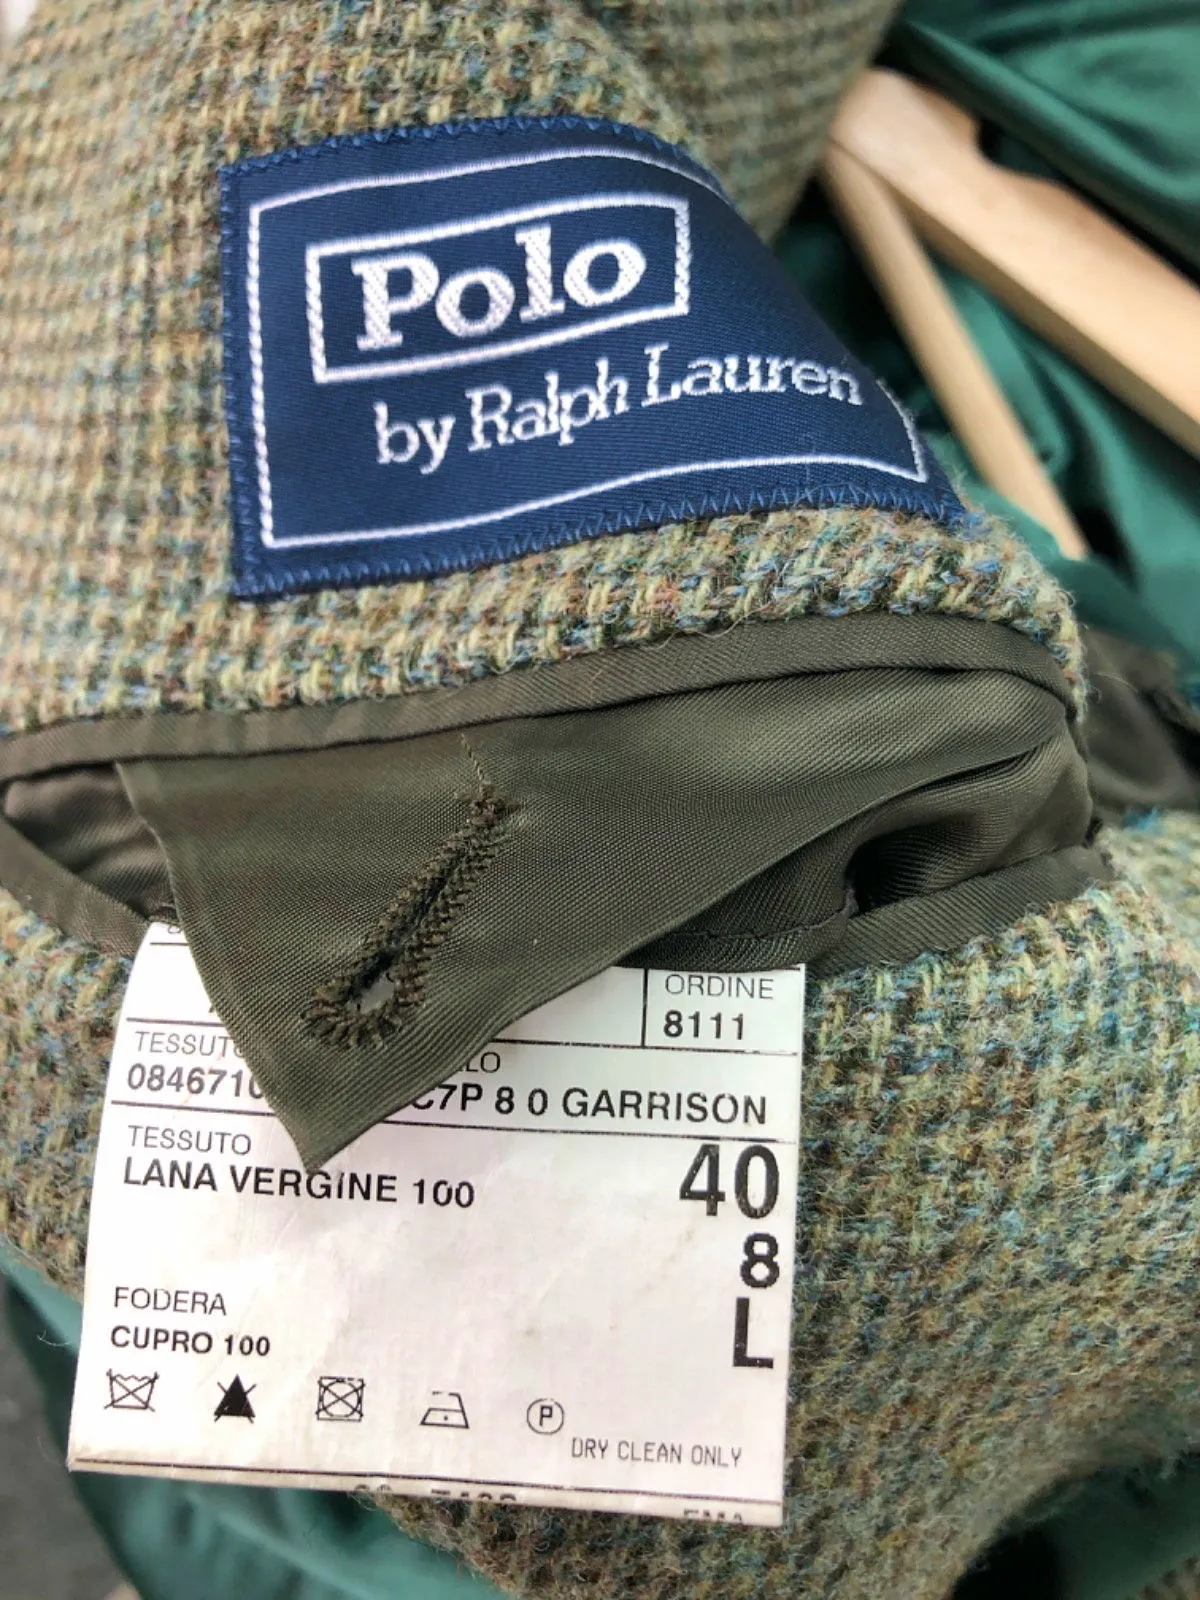 Polo
by Ralph Lauren
ORDINE
8111
TESSUTO
C7P 8 0 GARRISON
TESSUTO
LANA VERGINE 100
40
8
L
FODERA
CUPRO 100
P
DRY CLEAN ONLY